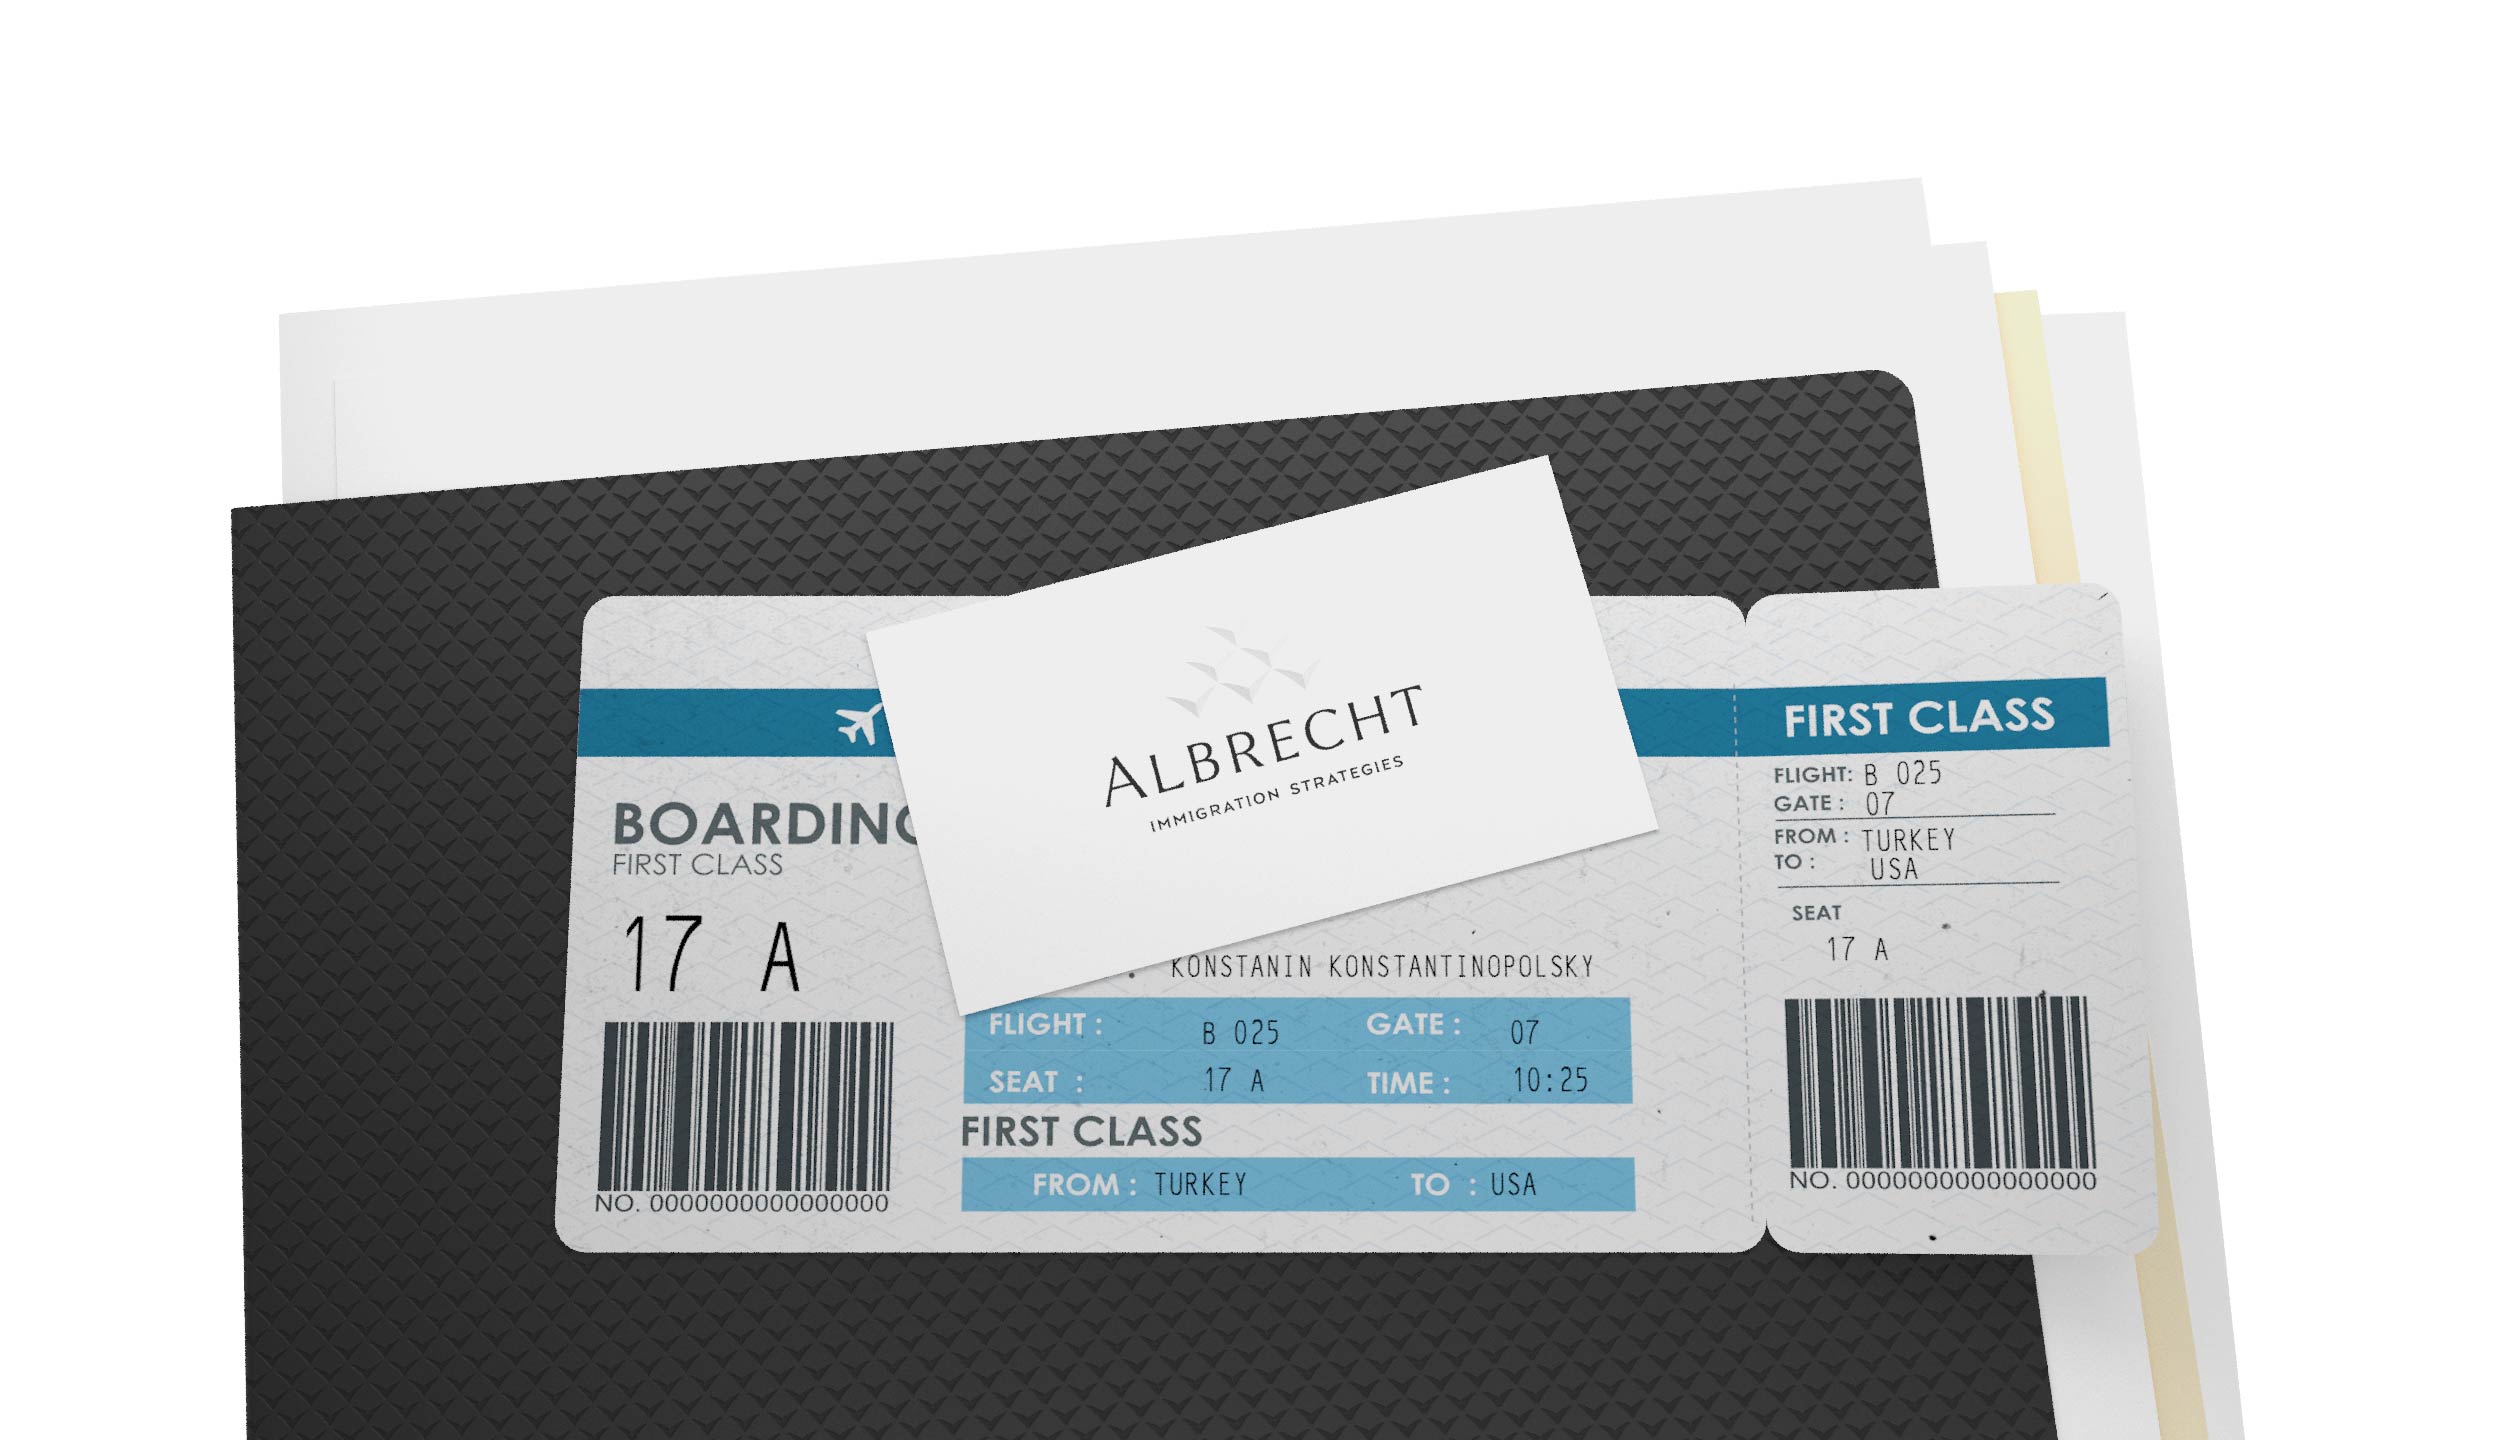 ALBRECHT
IMMIGRATION STRATEGIES
BOARDING
FIRST CLASS
17 A
NO. 0000000000000000
KONSTANIN KONSTANTINOPOLSKY
FLIGHT : B 025 GATE : 07
SEAT : 17 A TIME : 10:25
FIRST CLASS
FROM : TURKEY TO : USA
FIRST CLASS
FLIGHT: B 025
GATE : 07
FROM : TURKEY
TO : USA
SEAT
17 A
NO. 0000000000000000